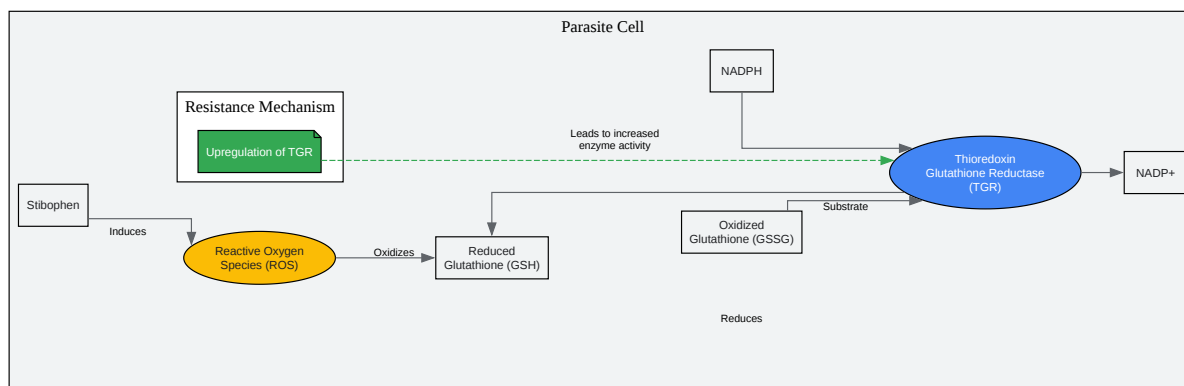 Parasite Cell
NADPH
Resistance Mechanism
Upregulation of TGR
Leads to increased
enzyme activity
Thioredoxin
Glutathione Reductase
(TGR)
NADP+
Stibophen
Induces
Substrate
Oxidized
Glutathione (GSSG)
Reactive Oxygen
Species (ROS)
Oxidizes
Reduced
Glutathione (GSH)
Reduces